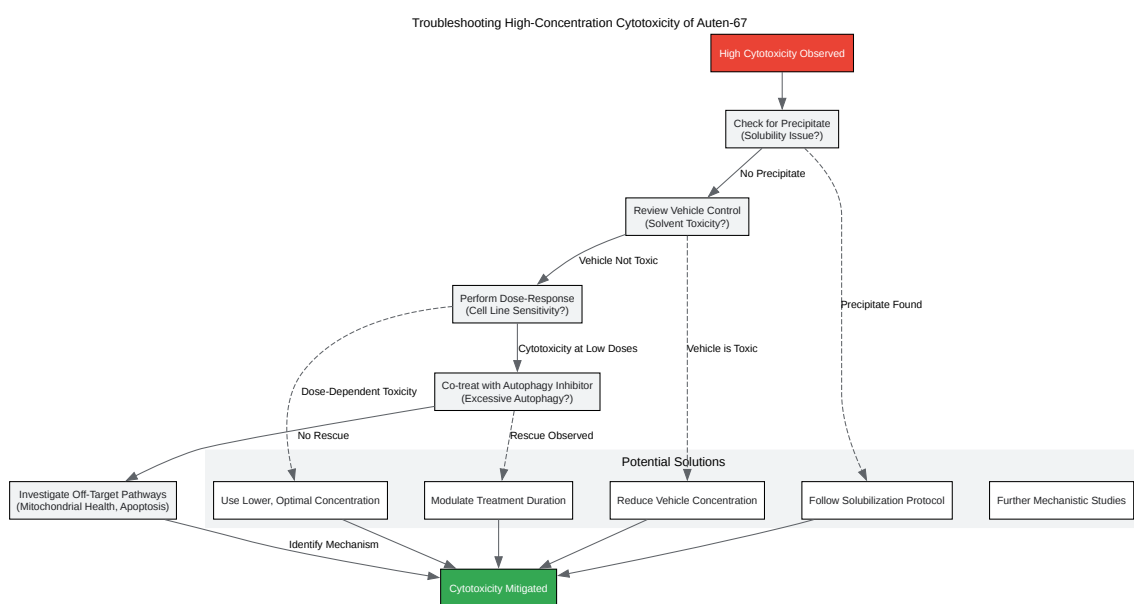 Troubleshooting High-Concentration Cytotoxicity of Auten-67
High Cytotoxicity Observed
Check for Precipitate
(Solubility Issue?)
No Precipitate
Review Vehicle Control
(Solvent Toxicity?)
Vehicle Not Toxic
Perform Dose-Response
(Cell Line Sensitivity?)
Precipitate Found
Cytotoxicity at Low Doses
Vehicle is Toxic
Co-treat with Autophagy Inhibitor
(Excessive Autophagy?)
Dose-Dependent Toxicity
No Rescue
Rescue Observed
Potential Solutions
Investigate Off-Target Pathways
(Mitochondrial Health, Apoptosis)
Use Lower, Optimal Concentration
Modulate Treatment Duration
Reduce Vehicle Concentration
Follow Solubilization Protocol
Further Mechanistic Studies
Identify Mechanism
Cytotoxicity Mitigated